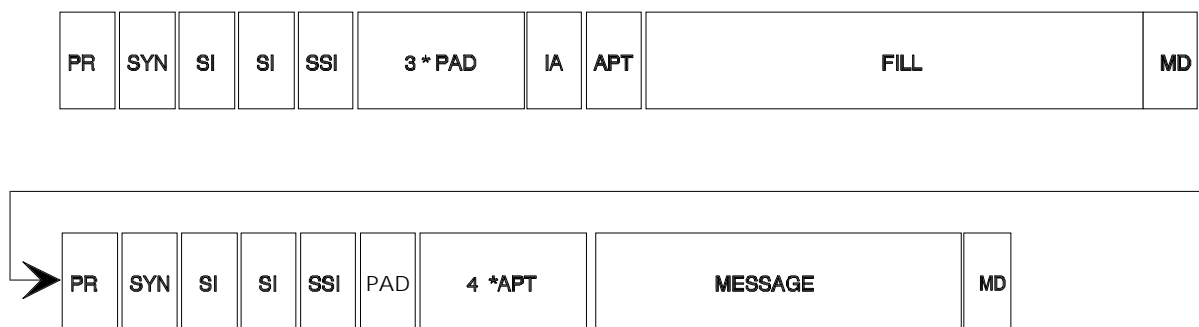 PR SYN SI SI SSI 3 * PAD IA APT FILL MD
PR SYN SI SI SSI PAD 4 *APT MESSAGE MD